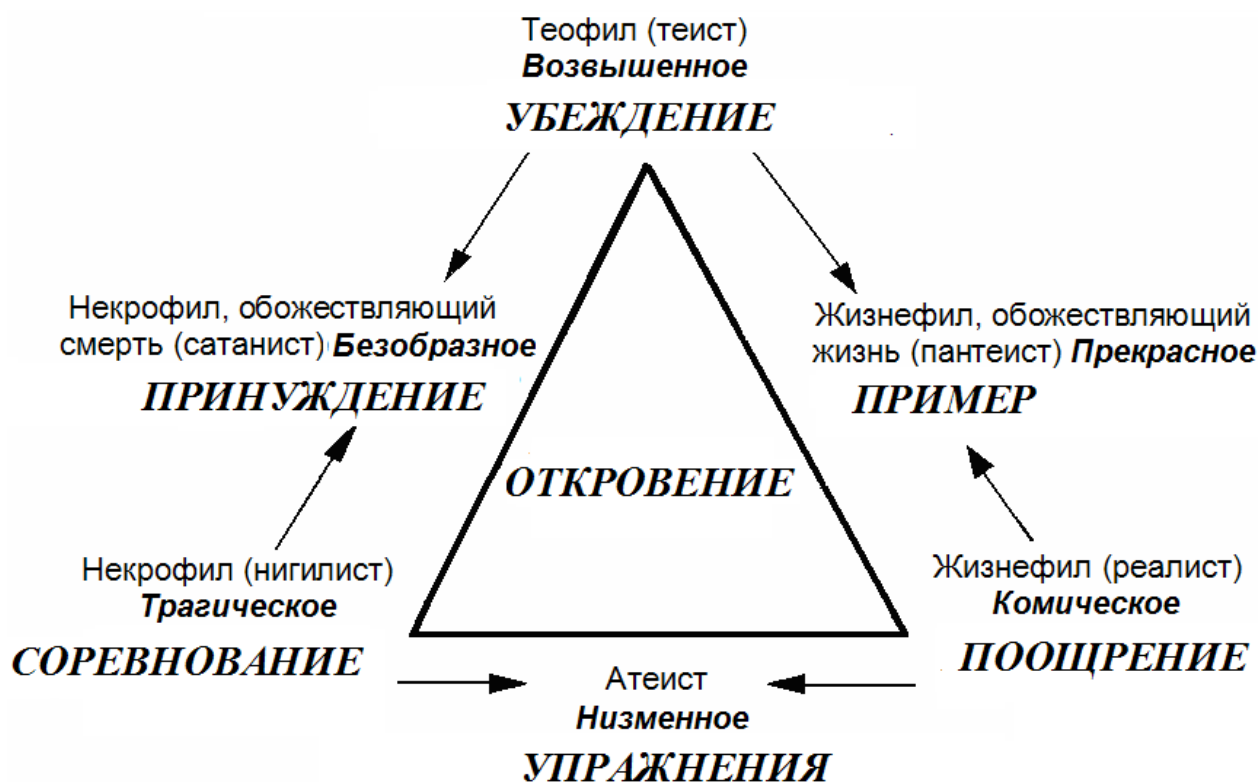 Теофил (теист)
Возвышенное
УБЕЖДЕНИЕ
Некрофил, обожествляющий
смерть (сатанист) Безобразное
ПРИНУЖДЕНИЕ
Жизнефил, обожествляющий
жизнь (пантеист) Прекрасное
ПРИМЕР
ОТКРОВЕНИЕ
Некрофил (нигилист)
Трагическое
СОРЕВНОВАНИЕ
Жизнефил (реалист)
Комическое
ПООЩРЕНИЕ
Атеист
Низменное
УПРАЖНЕНИЯ